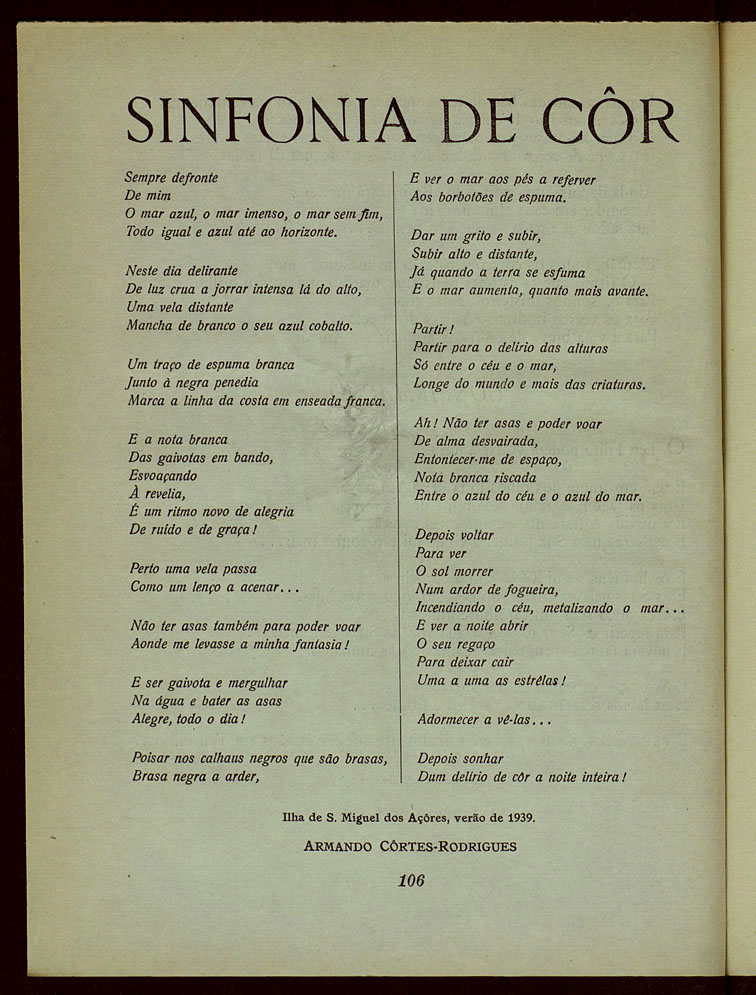 SINFONIA DE CÔR
Sempre defronte
De mim
O mar azul, o mar imenso, o mar sem fim,
Todo igual e azul até ao horizonte.
Neste dia delirante
De luz crua a jorrar intensa lá do alto,
Uma vela distante
Mancha de branco o seu azul cobalto.
Um traço de espuma branca
Junto à negra penedia
Marca a linha da costa em enseada franca.
E a nota branca
Das gaivotas em bando,
Esvoaçando
À revelia,
É um ritmo novo de alegria
De ruído e de graça!
Perto uma vela passa
Como um lenço a acenar...
Não ter asas também para poder voar
Aonde me levasse a minha fantasia!
E ser gaivota e mergulhar
Na água e bater as asas
Alegre, todo o dia!
Poisar nos calhaus negros que são brasas,
Brasa negra a arder,
E ver o mar aos pés a referver
Aos borbotões de espuma.
Dar um grito e subir,
Subir alto e distante,
Já quando a terra se esfuma
E o mar aumenta, quanto mais avante.
Partir!
Partir para o delírio das alturas
Só entre o céu e o mar,
Longe do mundo e mais das criaturas.
Ah! Não ter asas e poder voar
De alma desvairada,
Entontecer-me de espaço,
Nota branca riscada
Entre o azul do céu e o azul do mar.
Depois voltar
Para ver
O sol morrer
Num ardor de fogueira,
Incendiando o céu, metalizando o mar...
E ver a noite abrir
O seu regaço
Para deixar cair
Uma a uma as estrêlas!
Adormecer a vê-las...
Depois sonhar
Dum delírio de côr a noite inteira!
Ilha de S. Miguel dos Açôres, verão de 1939.
ARMANDO CÔRTES-RODRIGUES
106